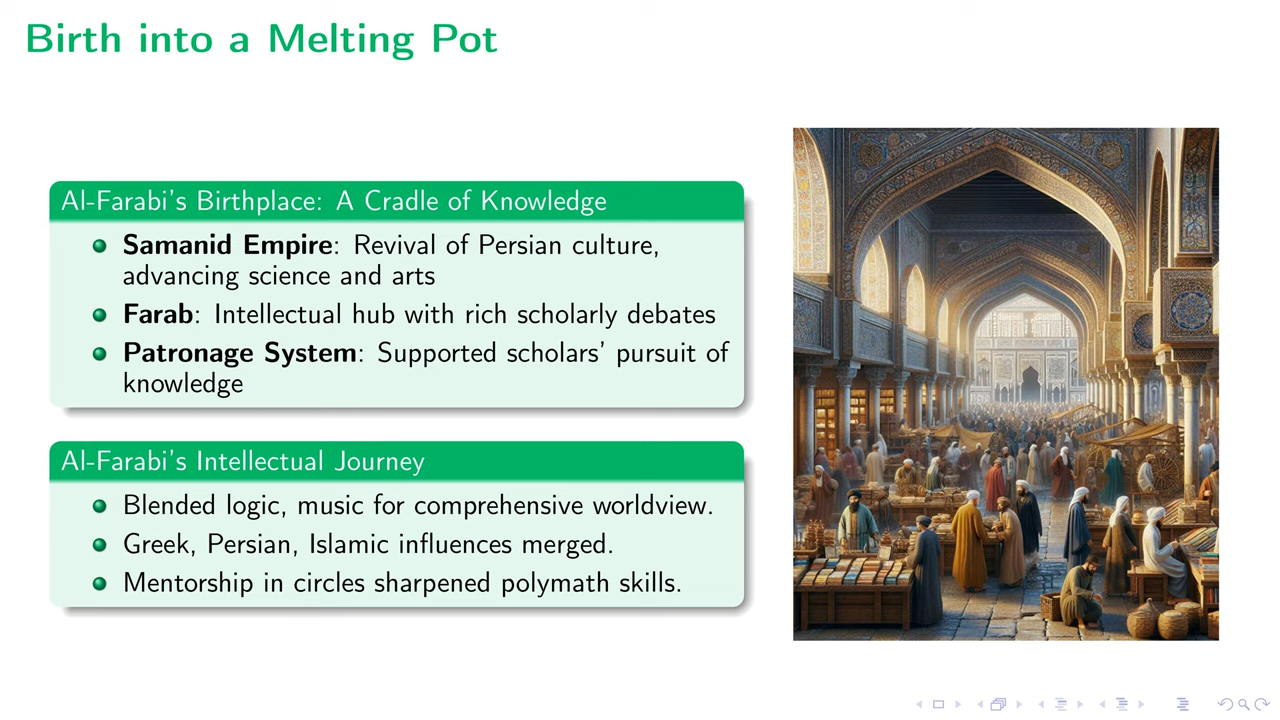 Birth into a Melting Pot
Al-Farabi's Birthplace: A Cradle of Knowledge
Samanid Empire: Revival of Persian culture,
advancing science and arts
Farab: Intellectual hub with rich scholarly debates
Patronage System: Supported scholars' pursuit of
knowledge
Al-Farabi's Intellectual Journey
Blended logic, music for comprehensive worldview.
Greek, Persian, Islamic influences merged.
Mentorship in circles sharpened polymath skills.